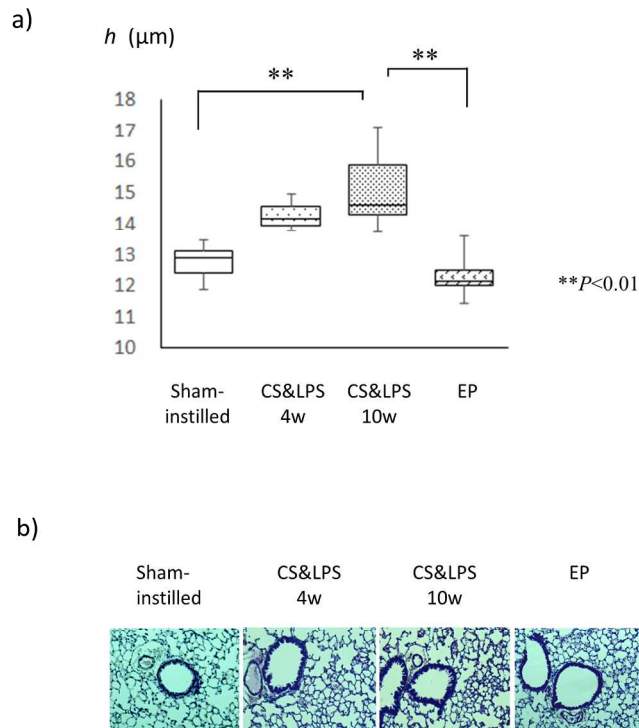 a)
h (μm)
**
**
18
17
16
15
14
13
12
11
10
**P<0.01
Sham-
instilled
CS&LPS
4w
CS&LPS
10w
EP
b)
Sham-
instilled
CS&LPS
4w
CS&LPS
10w
EP